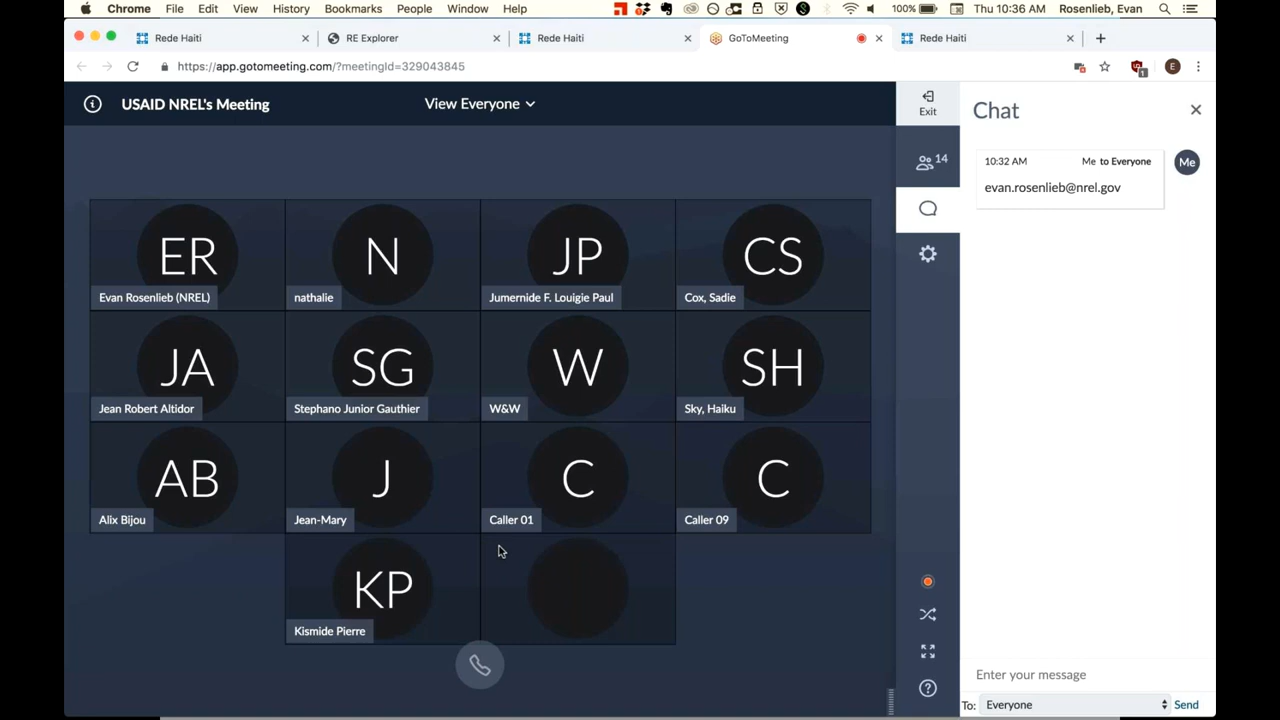 Chrome File Edit View History Bookmarks People Window Help 100% Thu 10:36 AM Rosenlieb, Evan
Rede Haiti RE Explorer Rede Haiti GoToMeeting Rede Haiti
https://app.gotomeeting.com/?meetingId=329043845 1 E
USAID NREL's Meeting View Everyone Exit
Chat
14
10:32 AM Me to Everyone Me
evan.rosenlieb@nrel.gov
ER N JP CS
Evan Rosenlieb (NREL) nathalie Jumernide F. Louigie Paul Cox, Sadie
JA SG W SH
Jean Robert Altidor Stephano Junior Gauthier W&W Sky, Haiku
AB J C C
Alix Bijou Jean-Mary Caller 01 Caller 09
KP
Kismide Pierre
Enter your message
To: Everyone Send